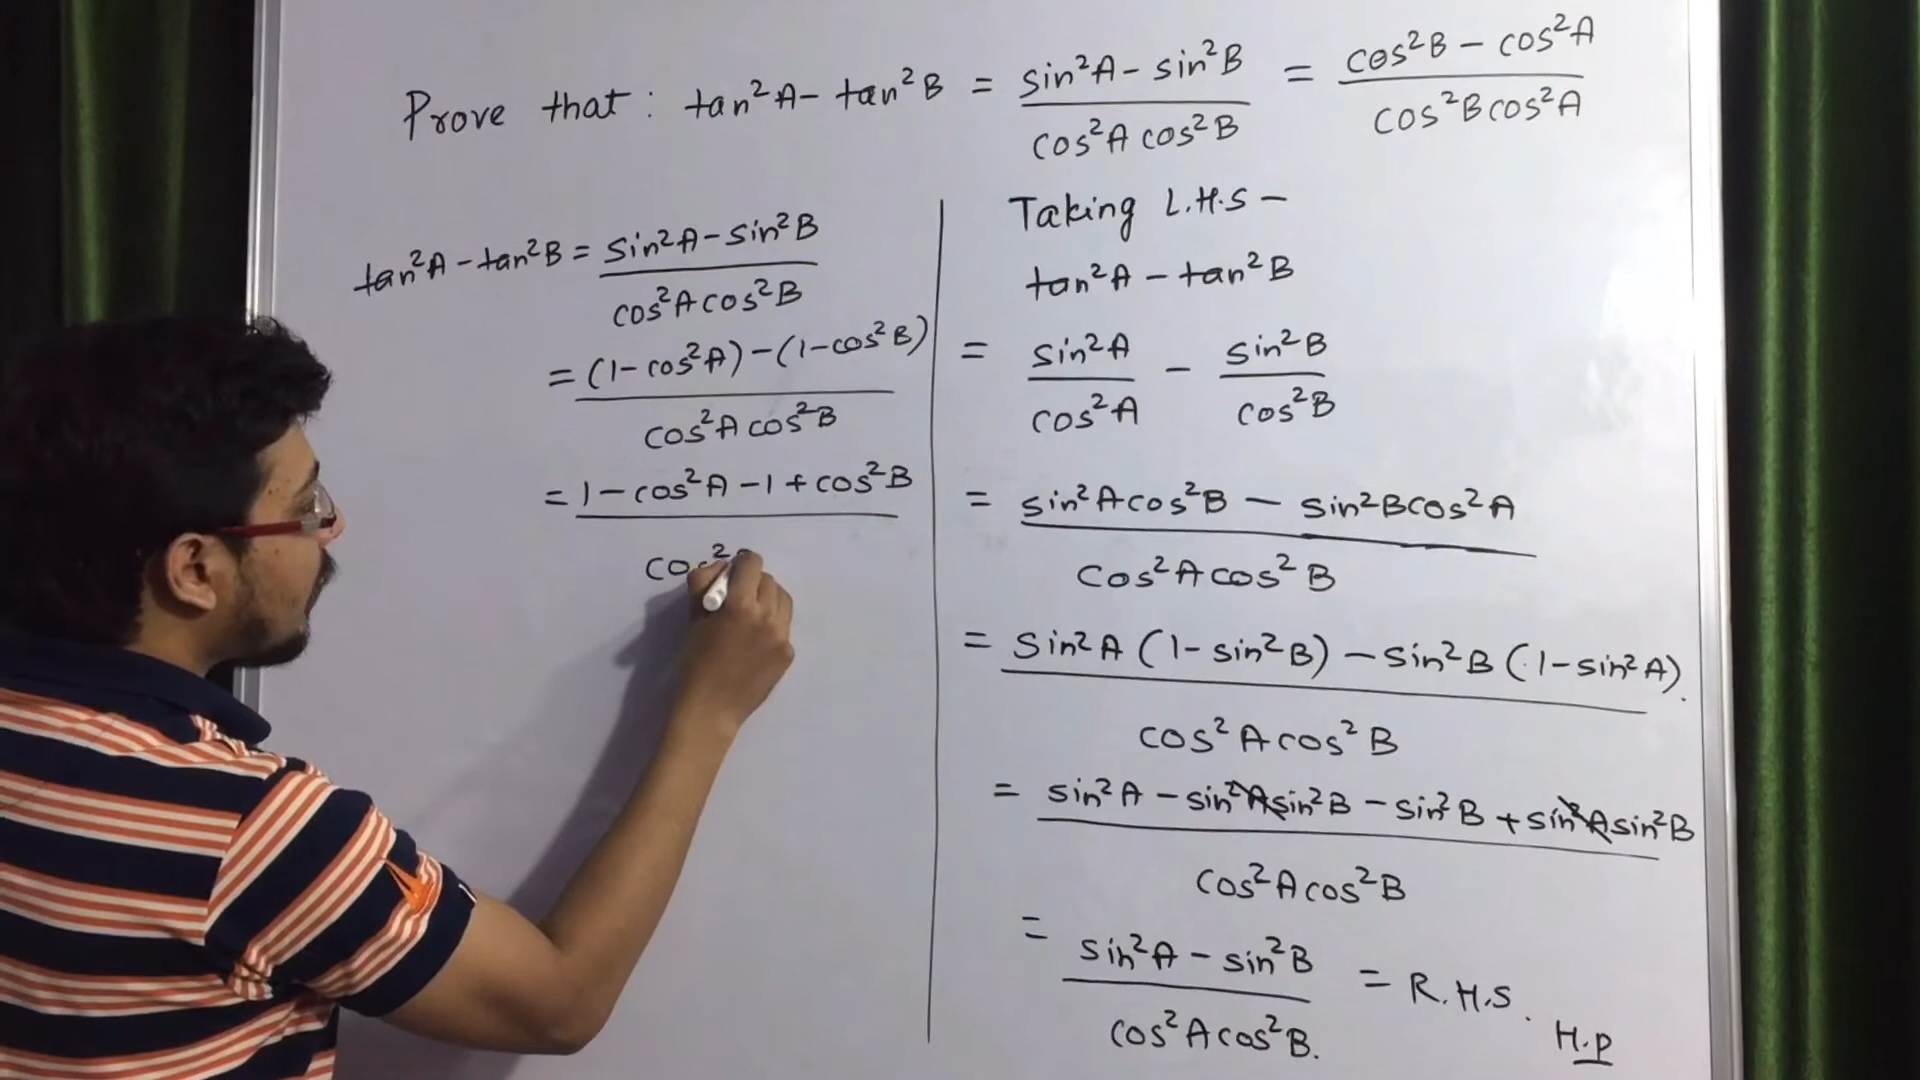 Prove that : tan²A - tan²B = sin²A - sin²B / cos²A cos²B = cos²B - cos²A / cos²B cos²A
tan²A - tan²B = sin²A - sin²B / cos²A cos²B
= (1 - cos²A) - (1 - cos²B) / cos²A cos²B
= 1 - cos²A - 1 + cos²B
cos²
Taking L.H.S -
tan²A - tan²B
= sin²A / cos²A - sin²B / cos²B
= sin²A cos²B - sin²B cos²A / cos²A cos²B
= sin²A (1 - sin²B) - sin²B (1 - sin²A). / cos²A cos²B
= sin²A - sin²A sin²B - sin²B + sin²A sin²B / cos²A cos²B
= sin²A - sin²B / cos²A cos²B. = R.H.S.
H.P